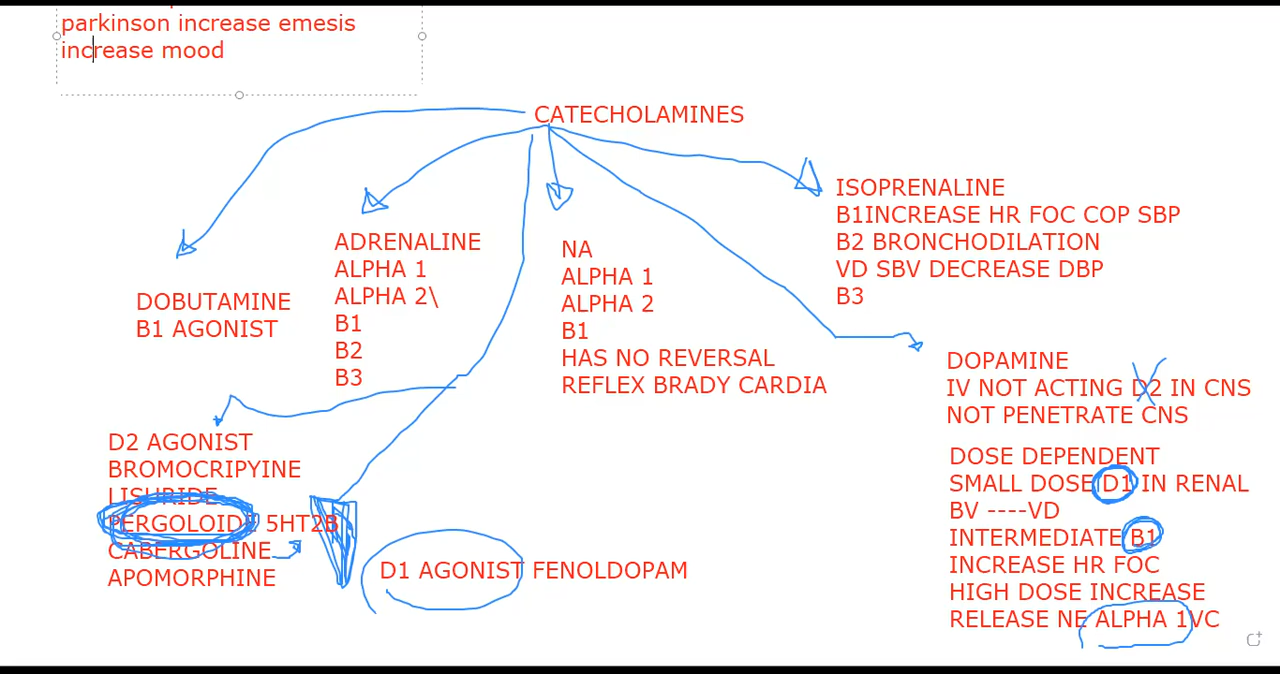 parkinson increase emesis
increase mood
CATECHOLAMINES
DOBUTAMINE
B1 AGONIST
ADRENALINE
ALPHA 1
ALPHA 2\
B1
B2
B3
NA
ALPHA 1
ALPHA 2
B1
HAS NO REVERSAL
REFLEX BRADY CARDIA
ISOPRENALINE
B1INCREASE HR FOC COP SBP
B2 BRONCHODILATION
VD SBV DECREASE DBP
B3
DOPAMINE
IV NOT ACTING D2 IN CNS
NOT PENETRATE CNS
DOSE DEPENDENT
SMALL DOSE D1 IN RENAL
BV ----VD
INTERMEDIATE B1
INCREASE HR FOC
HIGH DOSE INCREASE
RELEASE NE ALPHA 1VC
D2 AGONIST
BROMOCRIPYINE
LISURIDE
PERGOLOIDE 5HT2B
CABERGOLINE
APOMORPHINE
D1 AGONIST FENOLDOPAM